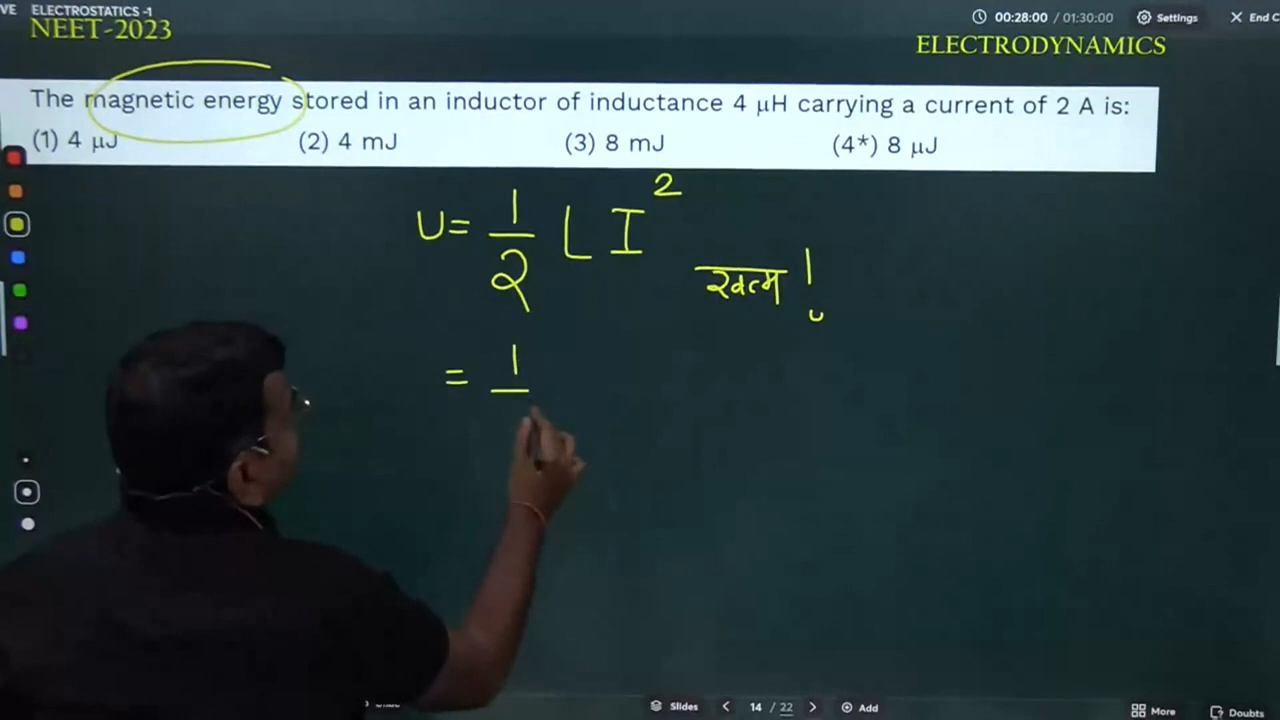 VE ELECTROSTATICS -1
00:28:00 / 01:30:00 Settings End C
NEET-2023
ELECTRODYNAMICS
The magnetic energy stored in an inductor of inductance 4 μH carrying a current of 2 A is:
(1) 4 μJ (2) 4 mJ (3) 8 mJ (4*) 8 μJ
U = 1/2 L I²
खत्म !
= 1
Slides 14 / 22 Add
More Doubts